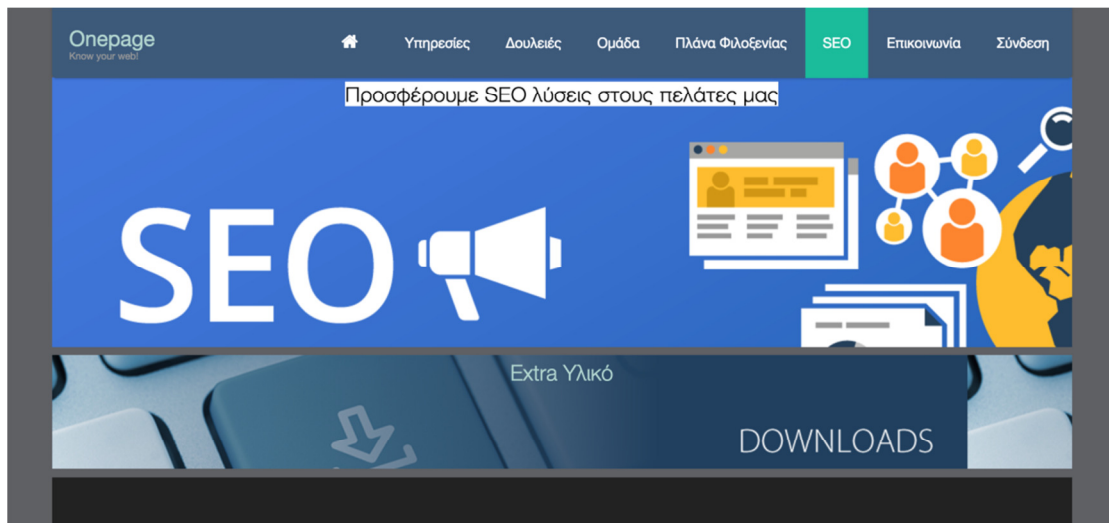 Onepage
Know your web!
Υπηρεσίες Δουλειές Ομάδα Πλάνα Φιλοξενίας SEO Επικοινωνία Σύνδεση
Προσφέρουμε SEO λύσεις στους πελάτες μας
SEO
Extra Υλικό
DOWNLOADS